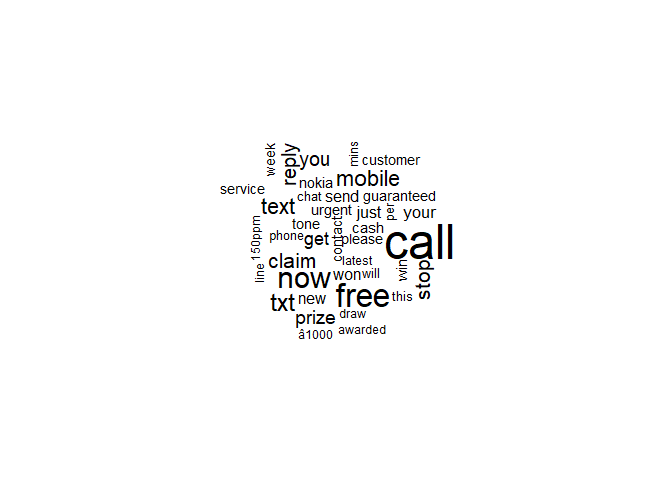 week
reply
you
mins
customer
service
nokia
mobile
chat
send
guaranteed
text
urgent
just
per
your
tone
cash
150ppm
phone
get
contact
please
call
claim
latest
line
now
won
will
win
stop
txt
new
free
this
prize
draw
â1000
awarded